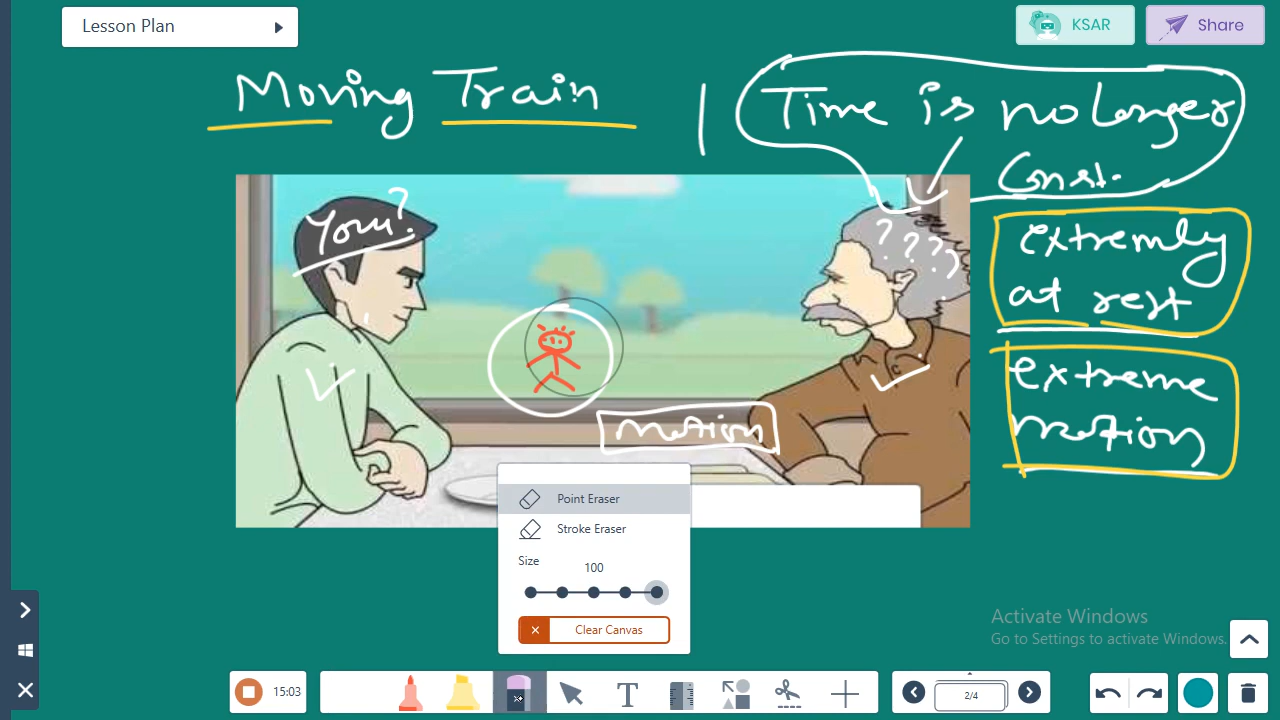 Lesson Plan
KSAR
Share
Moving Train
Time is no longer
Const.
You?
? ? ? ?
extremly
at rest
extreme
motion
motion
Point Eraser
Stroke Eraser
Size
100
Clear Canvas
Activate Windows
Go to Settings to activate Windows.
15:03
T
2/4